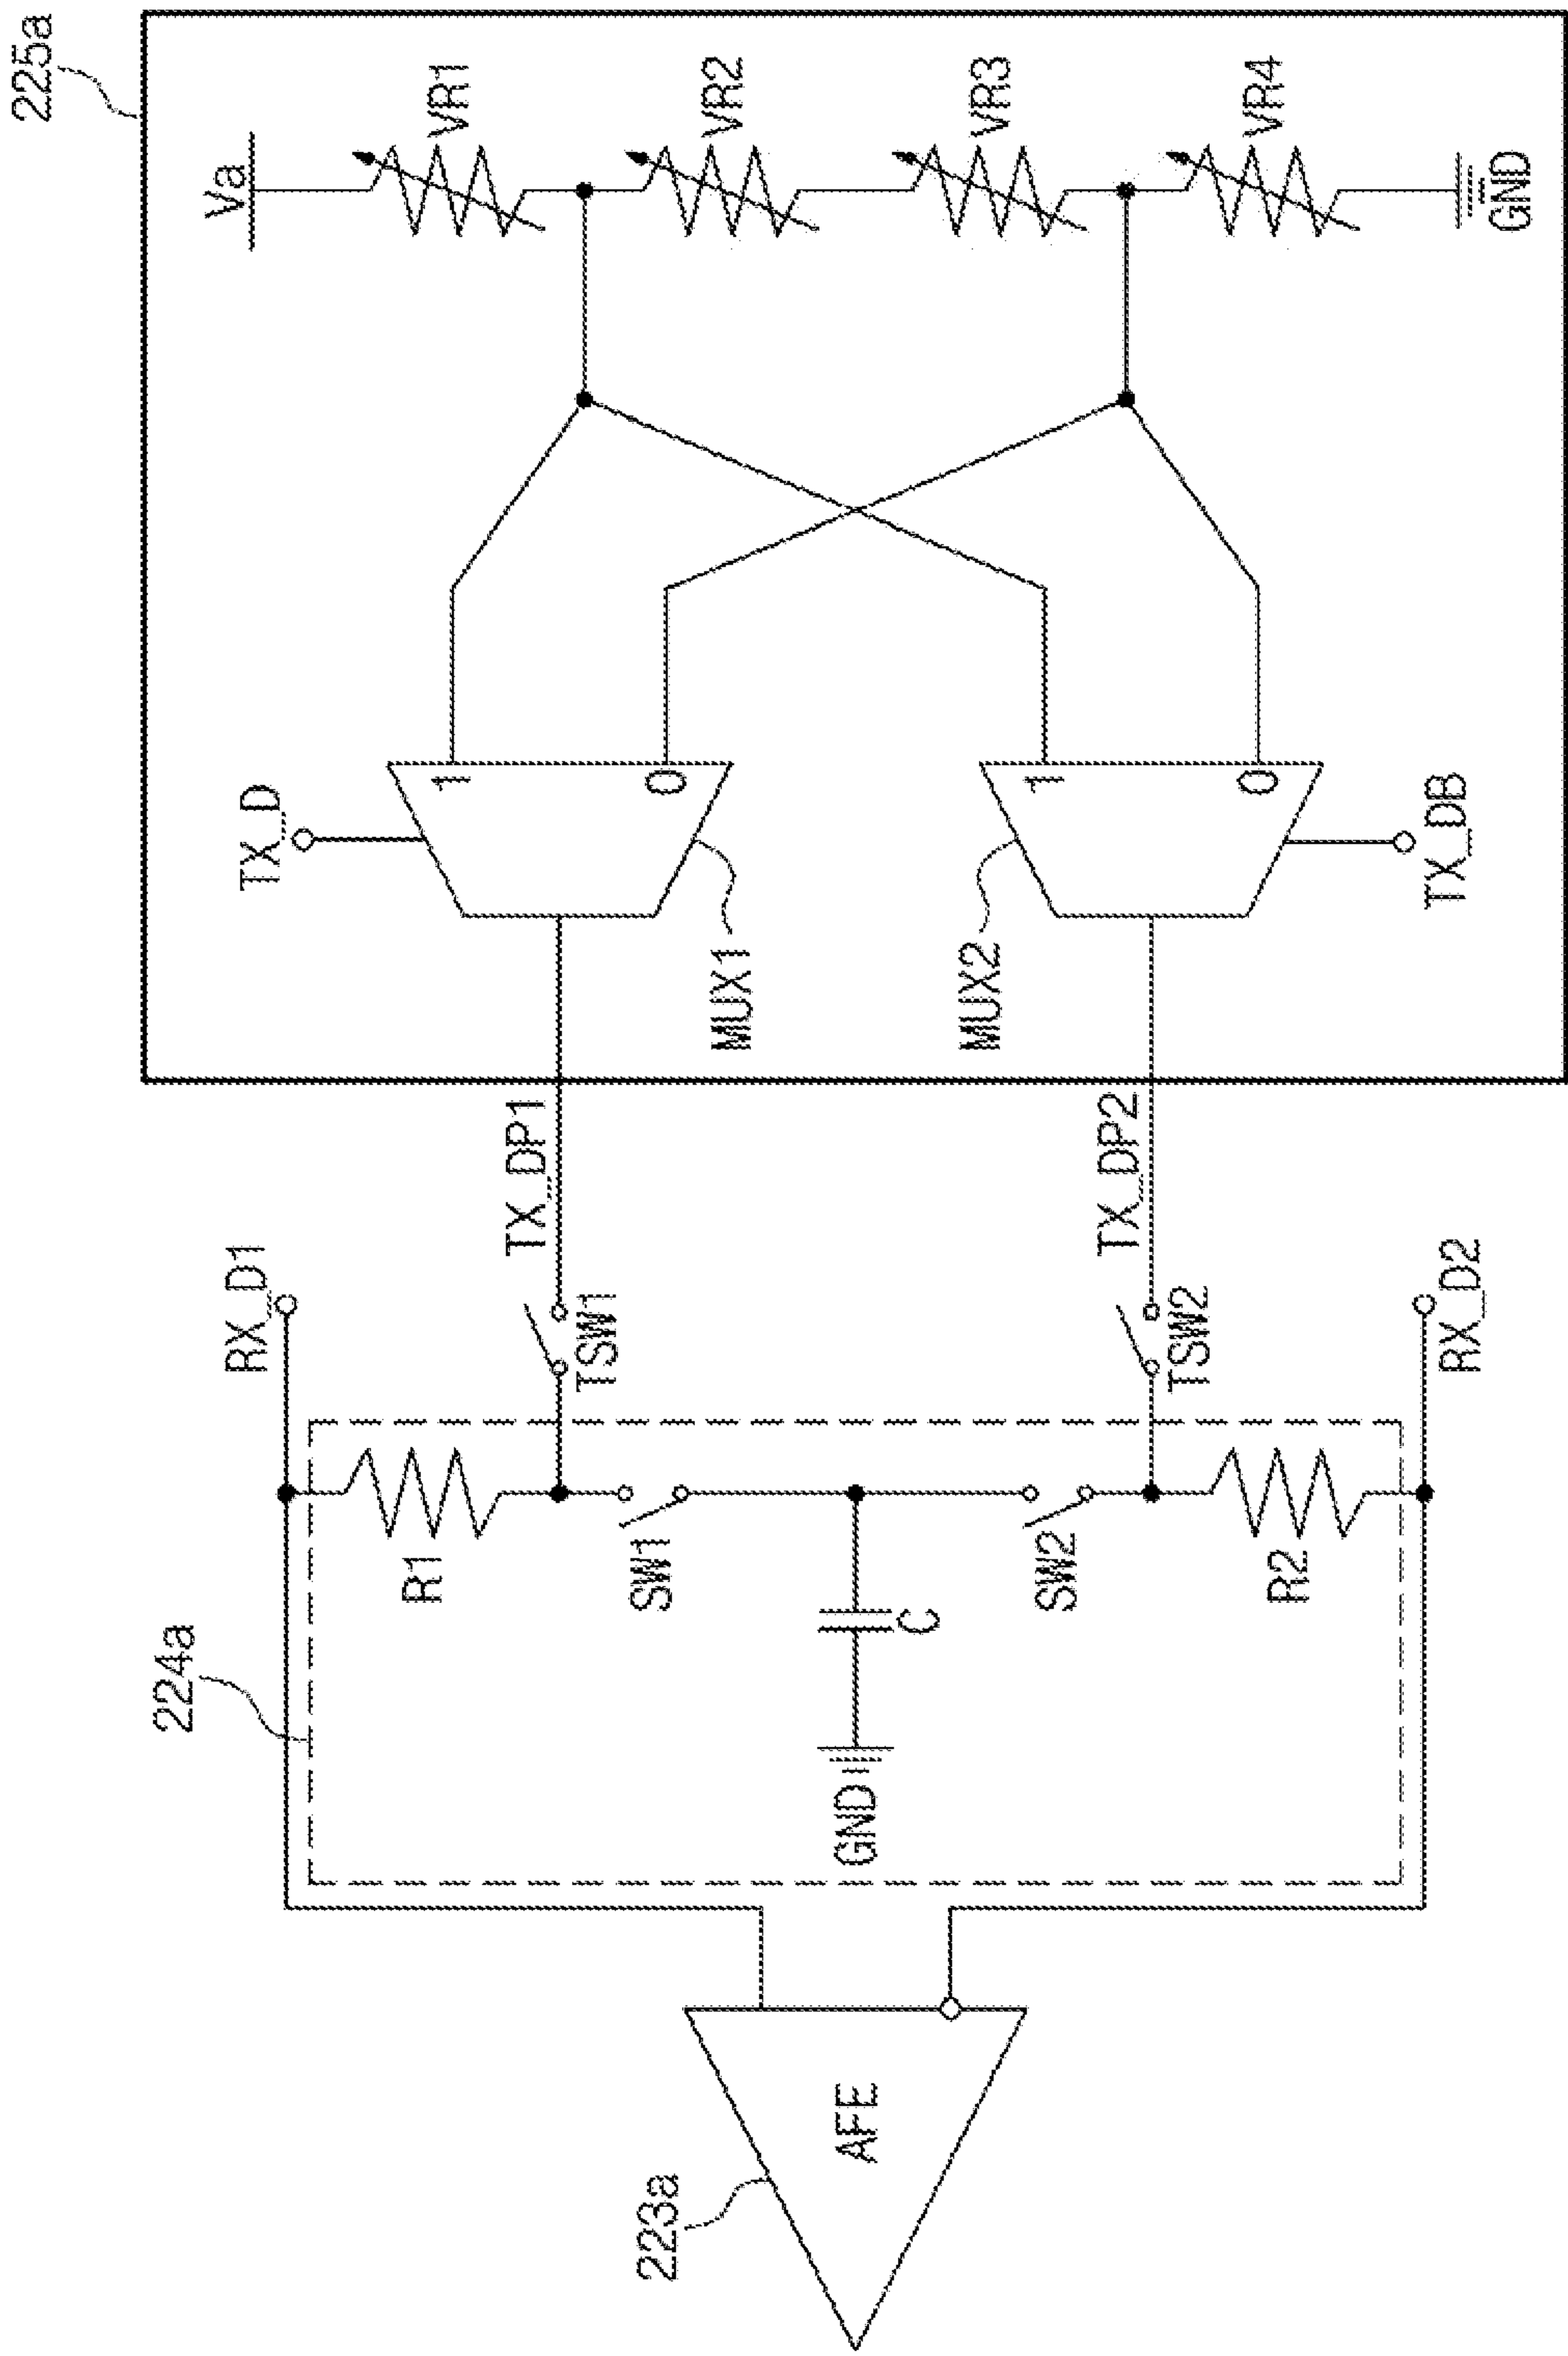 225a
Va
VR1
VR2
VR3
VR4
GND
TX_D
1
0
MUX1
1
0
MUX2
TX_DB
TX_DP1
TX_DP2
RX_D1
TSW1
TSW2
RX_D2
224a
R1
SW1
C
GND
SW2
R2
223a
AFE